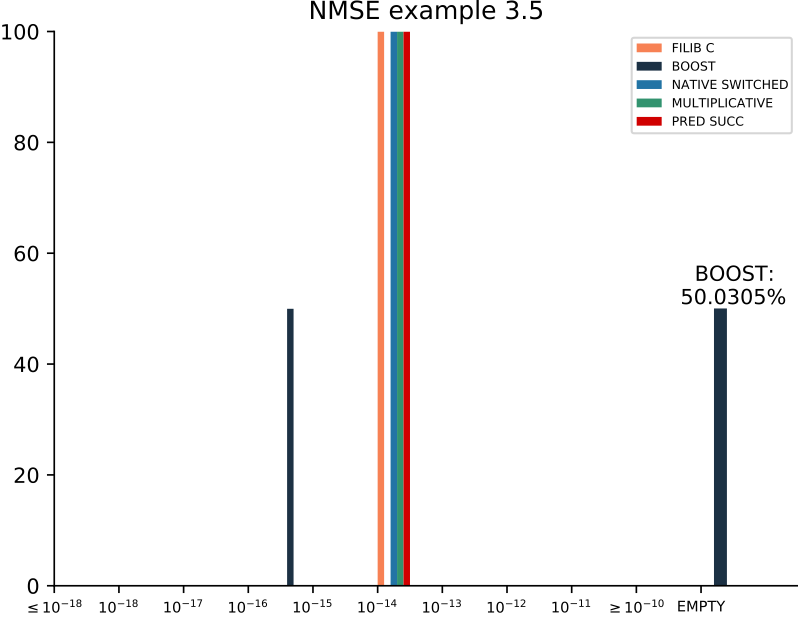 NMSE example 3.5
100
80
60
40
20
0
FILIB C
BOOST
NATIVE SWITCHED
MULTIPLICATIVE
PRED SUCC
BOOST:
50.0305%
≤10⁻¹⁸ 10⁻¹⁸ 10⁻¹⁷ 10⁻¹⁶ 10⁻¹⁵ 10⁻¹⁴ 10⁻¹³ 10⁻¹² 10⁻¹¹ ≥10⁻¹⁰ EMPTY